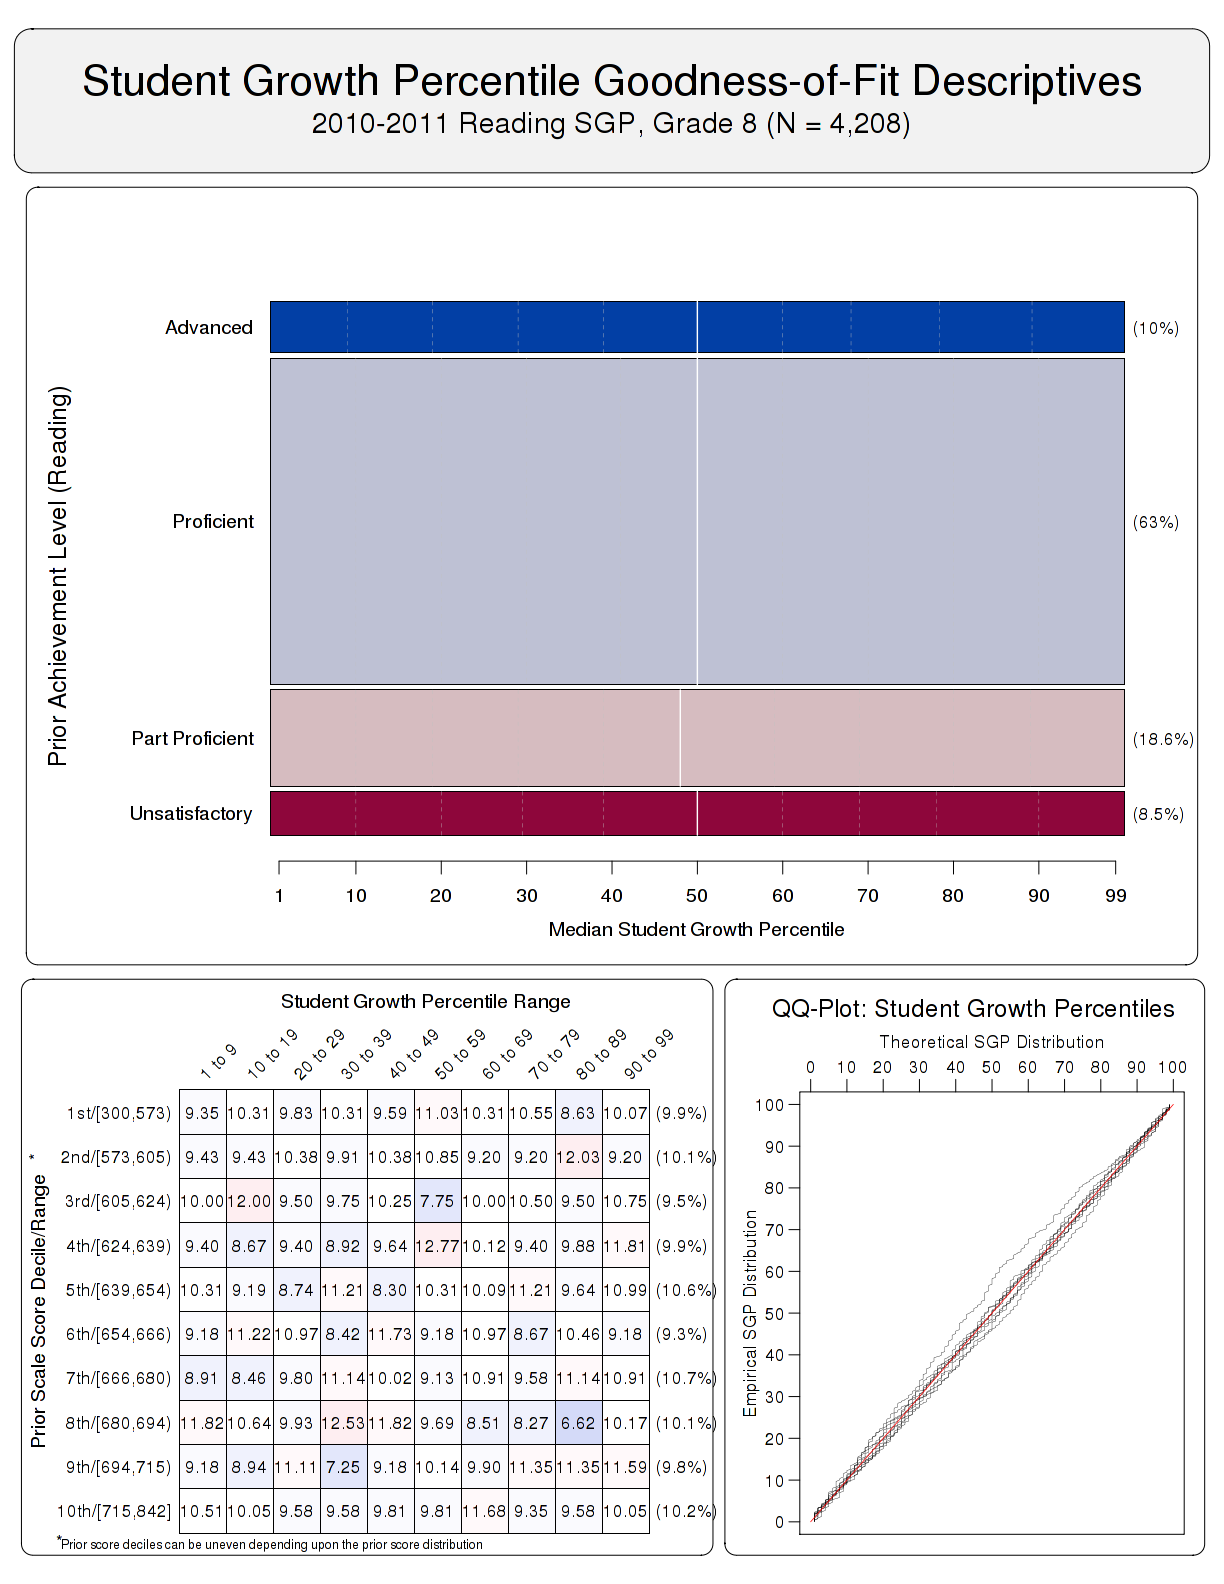 Student Growth Percentile Goodness-of-Fit Descriptives
2010-2011 Reading SGP, Grade 8 (N = 4,208)
Prior Achievement Level (Reading)
Advanced (10%)
Proficient (63%)
Part Proficient (18.6%)
Unsatisfactory (8.5%)
1 10 20 30 40 50 60 70 80 90 99
Median Student Growth Percentile
Student Growth Percentile Range
1 to 9 10 to 19 20 to 29 30 to 39 40 to 49 50 to 59 60 to 69 70 to 79 80 to 89 90 to 99
Prior Scale Score Decile/Range *
1st/[300,573) 9.35 10.31 9.83 10.31 9.59 11.03 10.31 10.55 8.63 10.07 (9.9%)
2nd/[573,605) 9.43 9.43 10.38 9.91 10.38 10.85 9.20 9.20 12.03 9.20 (10.1%)
3rd/[605,624) 10.00 12.00 9.50 9.75 10.25 7.75 10.00 10.50 9.50 10.75 (9.5%)
4th/[624,639) 9.40 8.67 9.40 8.92 9.64 12.77 10.12 9.40 9.88 11.81 (9.9%)
5th/[639,654) 10.31 9.19 8.74 11.21 8.30 10.31 10.09 11.21 9.64 10.99 (10.6%)
6th/[654,666) 9.18 11.22 10.97 8.42 11.73 9.18 10.97 8.67 10.46 9.18 (9.3%)
7th/[666,680) 8.91 8.46 9.80 11.14 10.02 9.13 10.91 9.58 11.14 10.91 (10.7%)
8th/[680,694) 11.82 10.64 9.93 12.53 11.82 9.69 8.51 8.27 6.62 10.17 (10.1%)
9th/[694,715) 9.18 8.94 11.11 7.25 9.18 10.14 9.90 11.35 11.35 11.59 (9.8%)
10th/[715,842] 10.51 10.05 9.58 9.58 9.81 9.81 11.68 9.35 9.58 10.05 (10.2%)
*Prior score deciles can be uneven depending upon the prior score distribution
QQ-Plot: Student Growth Percentiles
Theoretical SGP Distribution
0 10 20 30 40 50 60 70 80 90 100
Empirical SGP Distribution
100
90
80
70
60
50
40
30
20
10
0